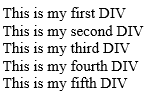 This is my first DIV
This is my second DIV
This is my third DIV
This is my fourth DIV
This is my fifth DIV